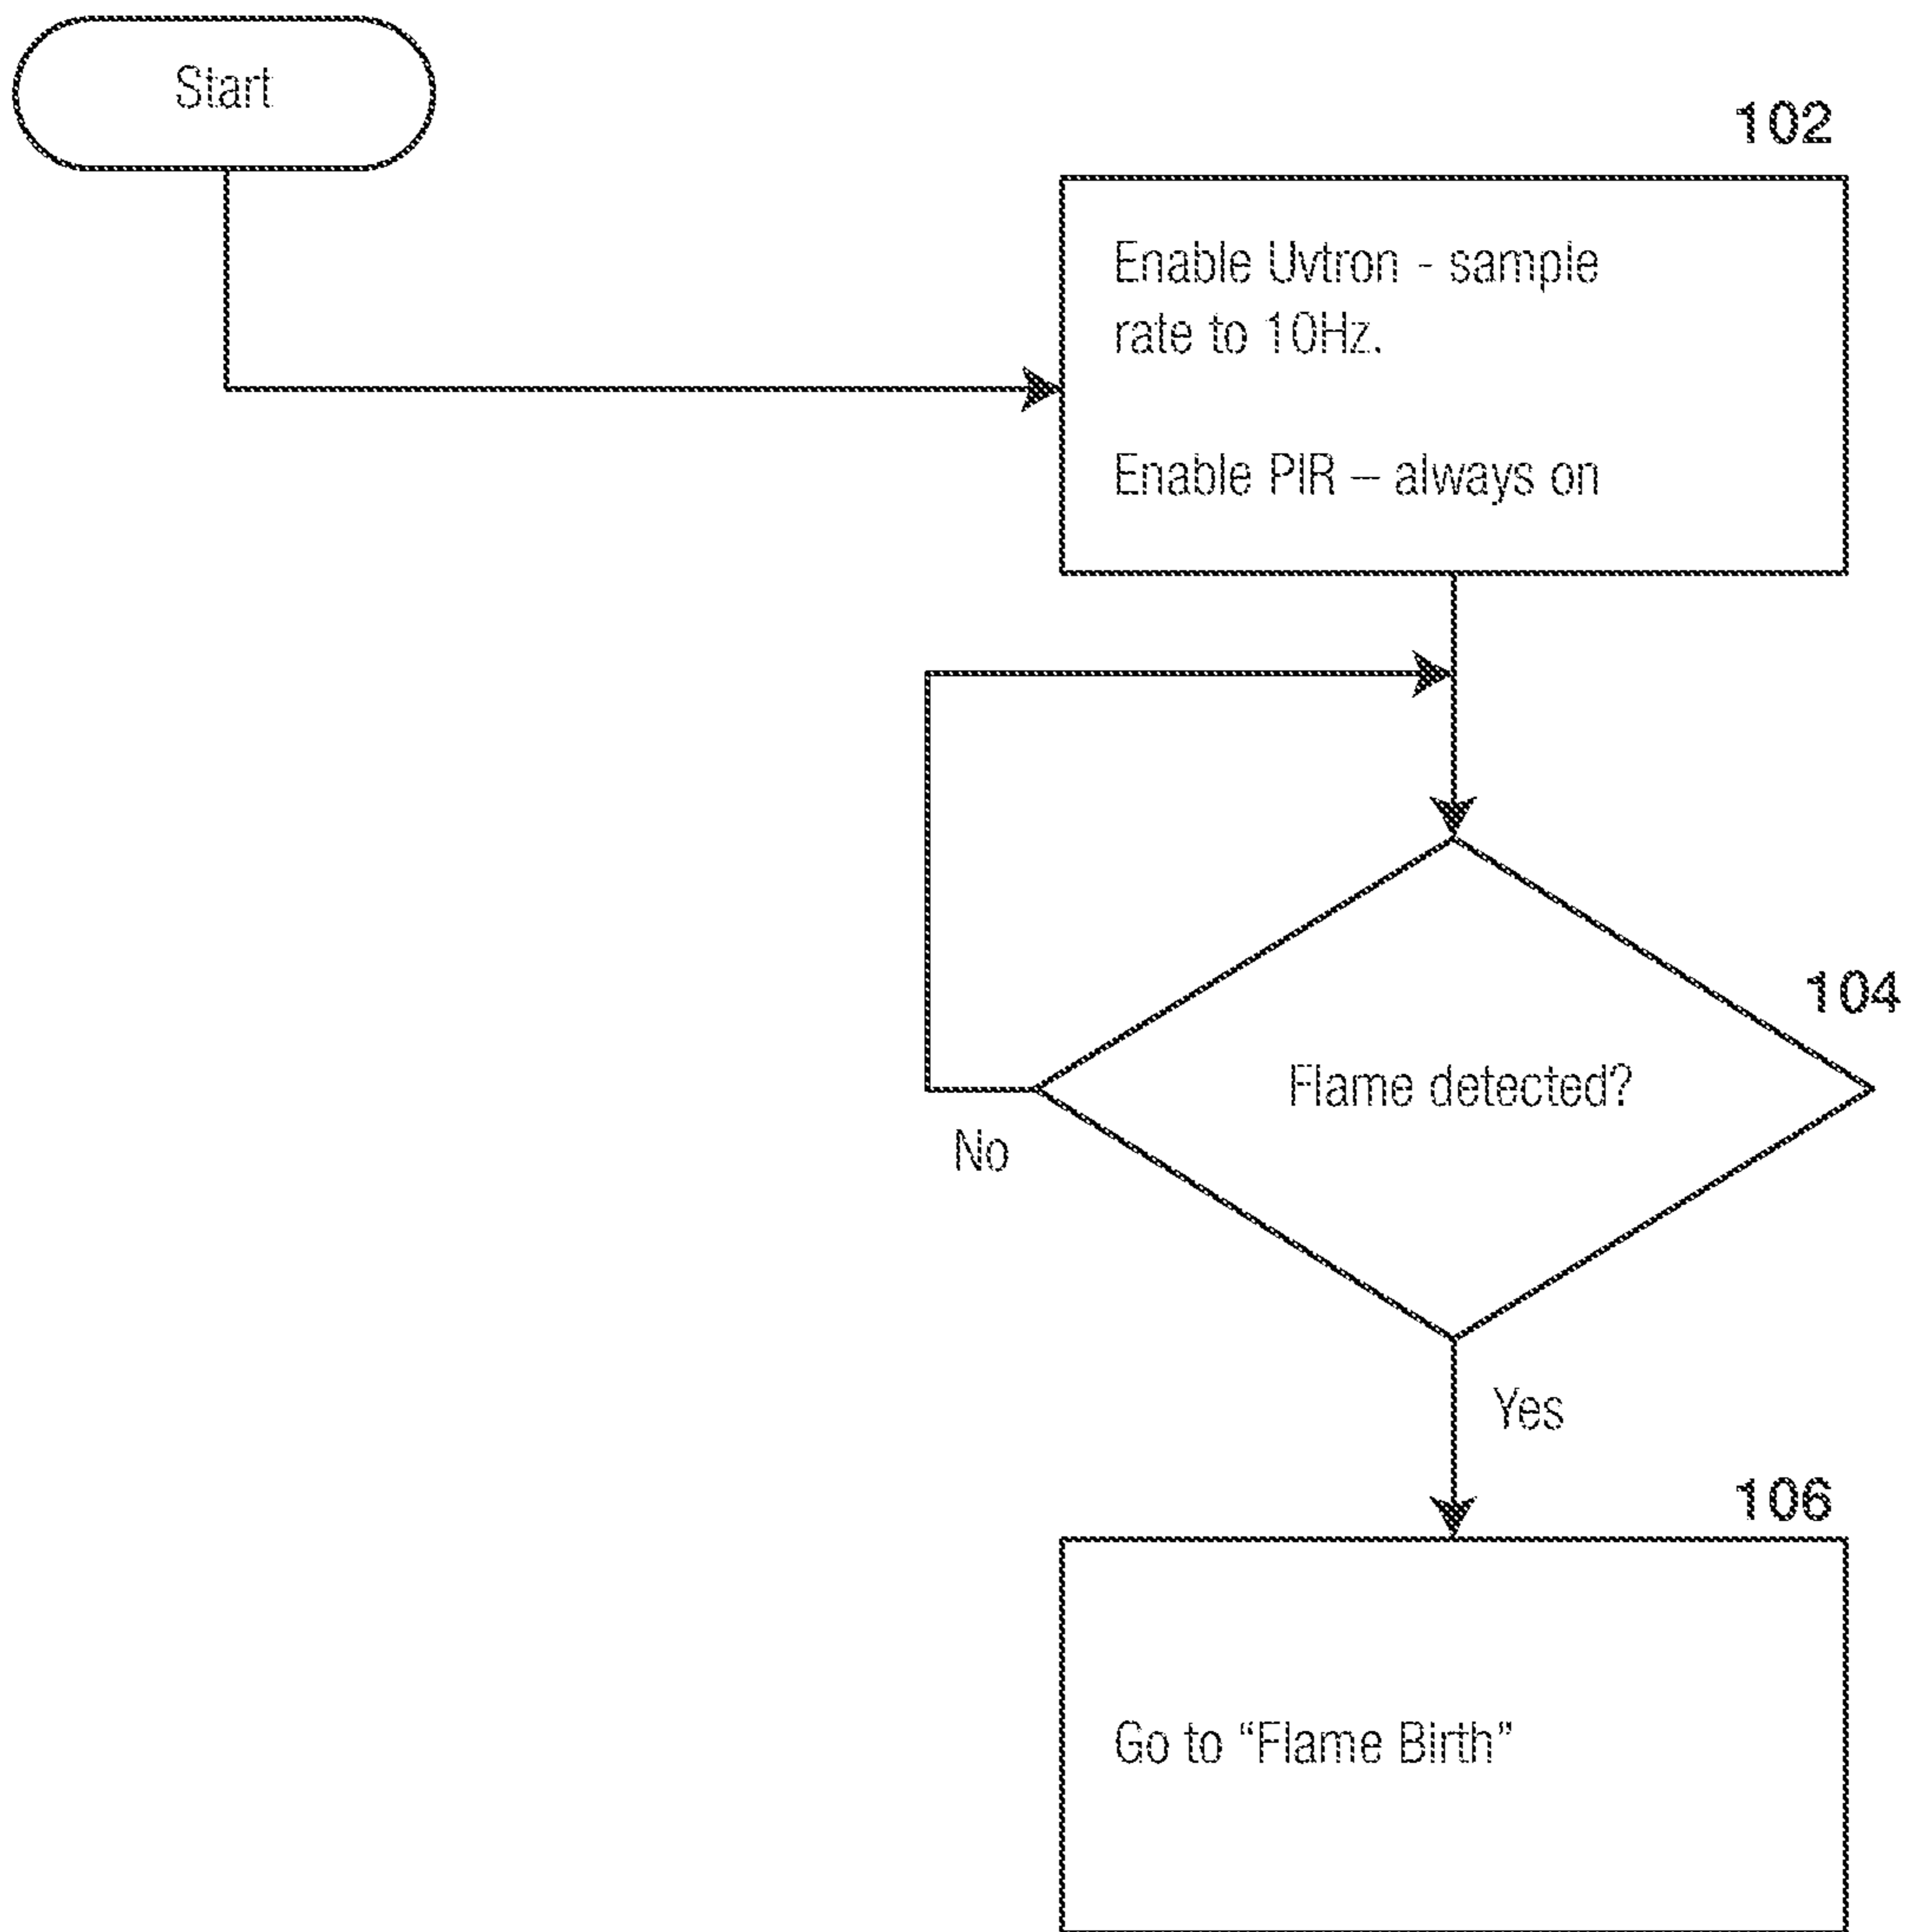 Start
102
Enable Uvtron - sample
rate to 10Hz.
Enable PIR – always on
104
Flame detected?
No
Yes
106
Go to “Flame Birth”